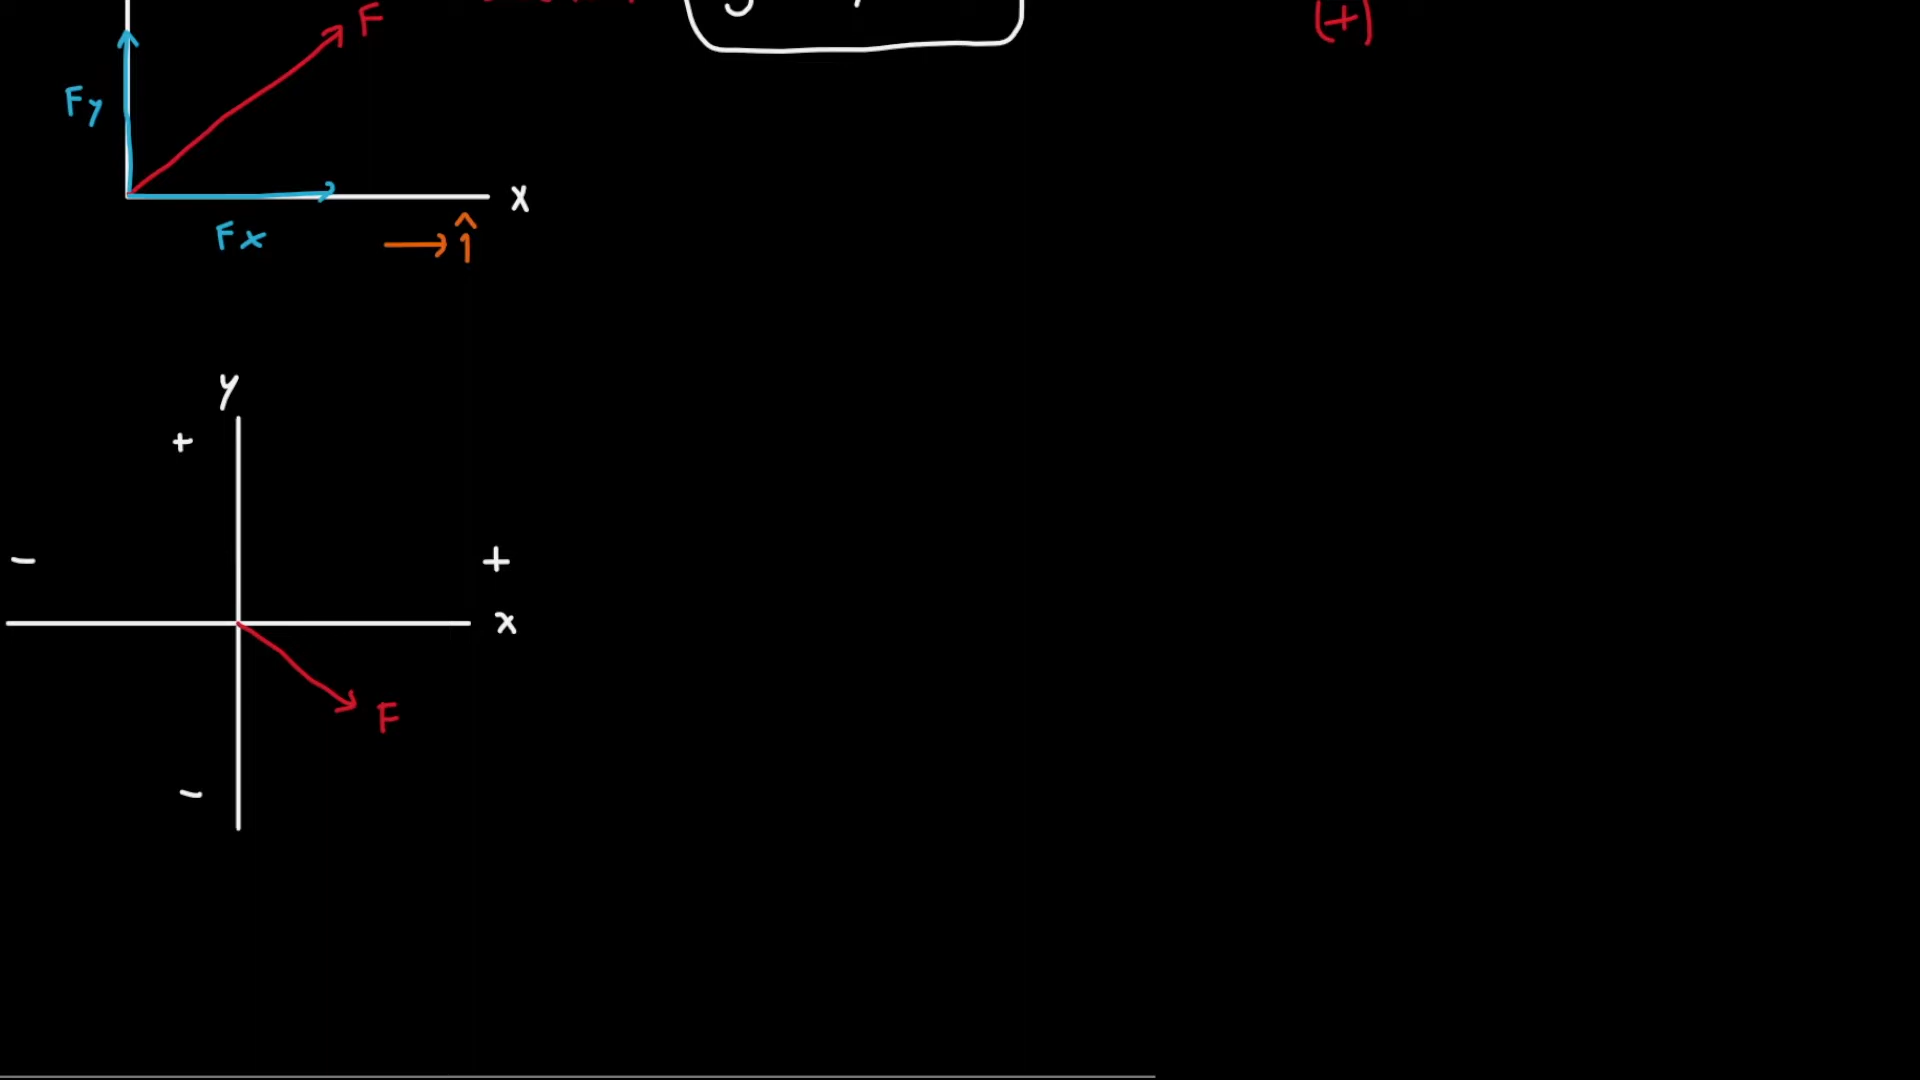 F
(+)
Fy
x
Fx
→ î
y
+
- +
x
F
-